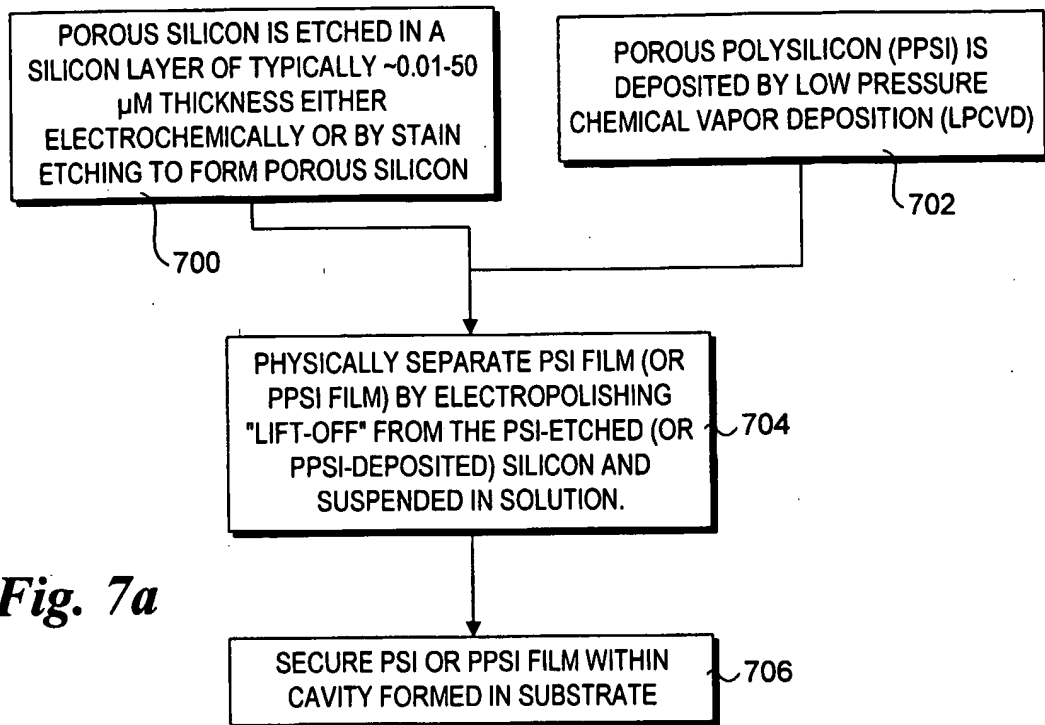 POROUS SILICON IS ETCHED IN A
SILICON LAYER OF TYPICALLY ~0.01-50
µM THICKNESS EITHER
ELECTROCHEMICALLY OR BY STAIN
ETCHING TO FORM POROUS SILICON
700
POROUS POLYSILICON (PPSI) IS
DEPOSITED BY LOW PRESSURE
CHEMICAL VAPOR DEPOSITION (LPCVD)
702
PHYSICALLY SEPARATE PSI FILM (OR
PPSI FILM) BY ELECTROPOLISHING
"LIFT-OFF" FROM THE PSI-ETCHED (OR
PPSI-DEPOSITED) SILICON AND
SUSPENDED IN SOLUTION.
704
Fig. 7a
SECURE PSI OR PPSI FILM WITHIN
CAVITY FORMED IN SUBSTRATE
706